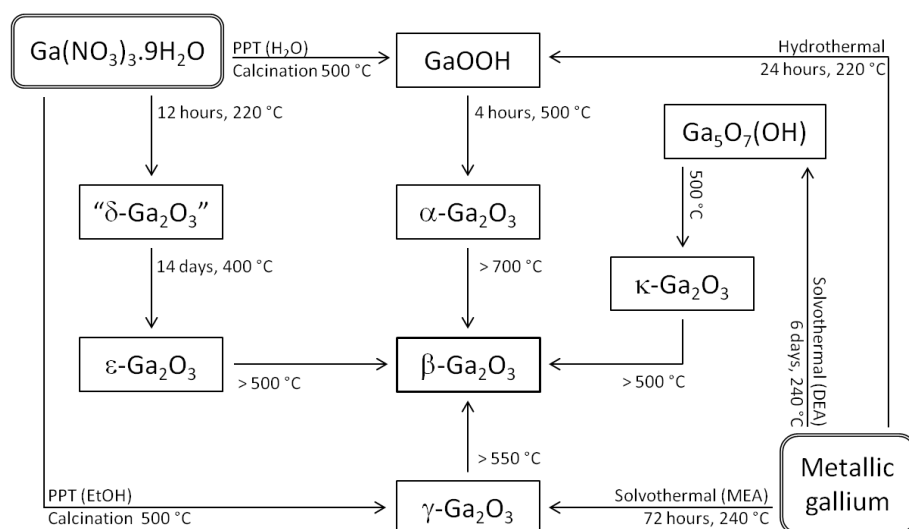 Ga(NO₃)₃.9H₂O
PPT (H₂O)
Calcination 500 °C
GaOOH
Hydrothermal
24 hours, 220 °C
12 hours, 220 °C
4 hours, 500 °C
Ga₅O₇(OH)
500 °C
“δ-Ga₂O₃”
α-Ga₂O₃
14 days, 400 °C
> 700 °C
κ-Ga₂O₃
Solvothermal (DEA)
6 days, 240 °C
ε-Ga₂O₃
> 500 °C
β-Ga₂O₃
> 500 °C
> 550 °C
PPT (EtOH)
Calcination 500 °C
γ-Ga₂O₃
Solvothermal (MEA)
72 hours, 240 °C
Metallic
gallium